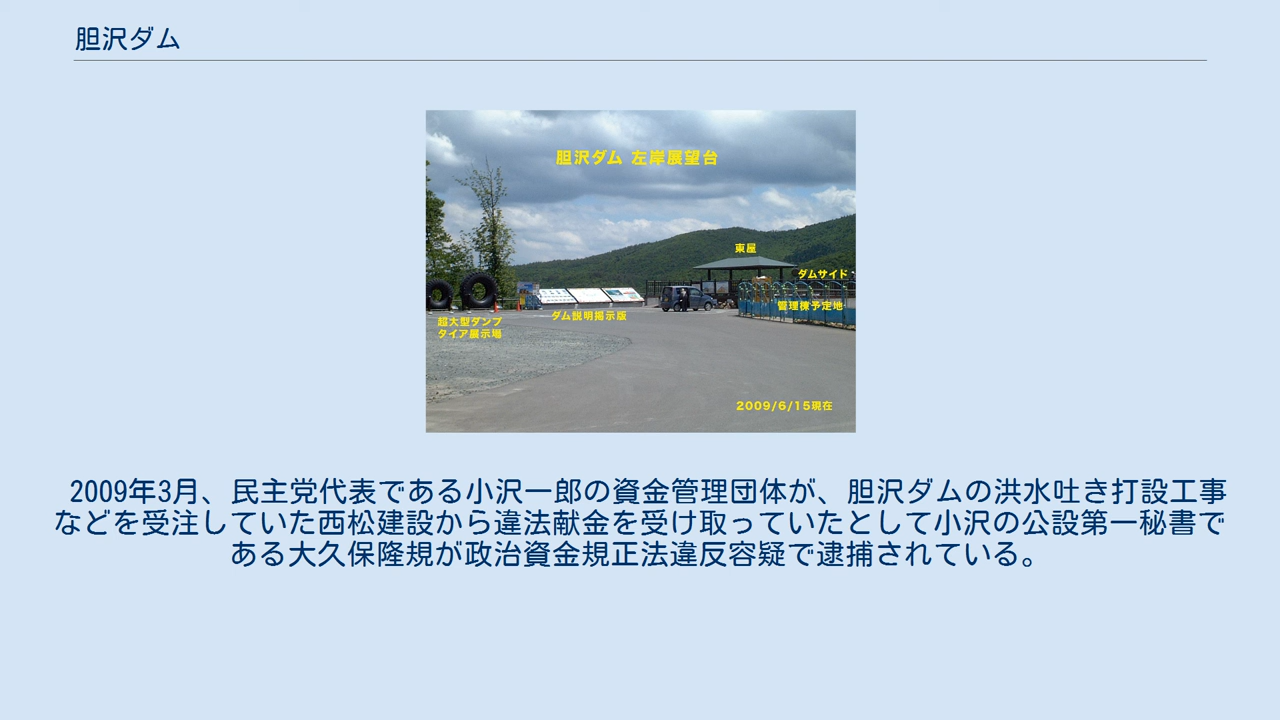 胆沢ダム
胆沢ダム 左岸展望台
東屋
ダムサイド
管理棟予定地
ダム説明掲示版
超大型ダンプ
タイア展示場
2009/6/15現在
2009年3月、民主党代表である小沢一郎の資金管理団体が、胆沢ダムの洪水吐き打設工事
などを受注していた西松建設から違法献金を受け取っていたとして小沢の公設第一秘書で
ある大久保隆規が政治資金規正法違反容疑で逮捕されている。